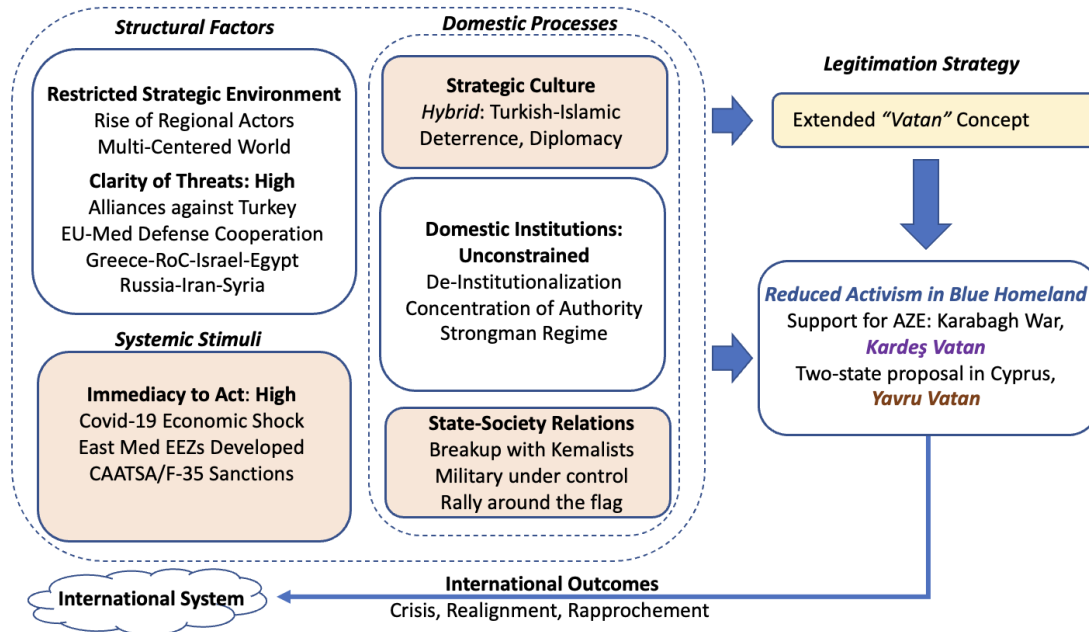 Structural Factors
Restricted Strategic Environment
Rise of Regional Actors
Multi-Centered World
Clarity of Threats: High
Alliances against Turkey
EU-Med Defense Cooperation
Greece-RoC-Israel-Egypt
Russia-Iran-Syria
Systemic Stimuli
Immediacy to Act: High
Covid-19 Economic Shock
East Med EEZs Developed
CAATSA/F-35 Sanctions
Domestic Processes
Strategic Culture
Hybrid: Turkish-Islamic
Deterrence, Diplomacy
Domestic Institutions:
Unconstrained
De-Institutionalization
Concentration of Authority
Strongman Regime
State-Society Relations
Breakup with Kemalists
Military under control
Rally around the flag
Legitimation Strategy
Extended “Vatan” Concept
Reduced Activism in Blue Homeland
Support for AZE: Karabagh War,
Kardeş Vatan
Two-state proposal in Cyprus,
Yavru Vatan
International Outcomes
Crisis, Realignment, Rapprochement
International System